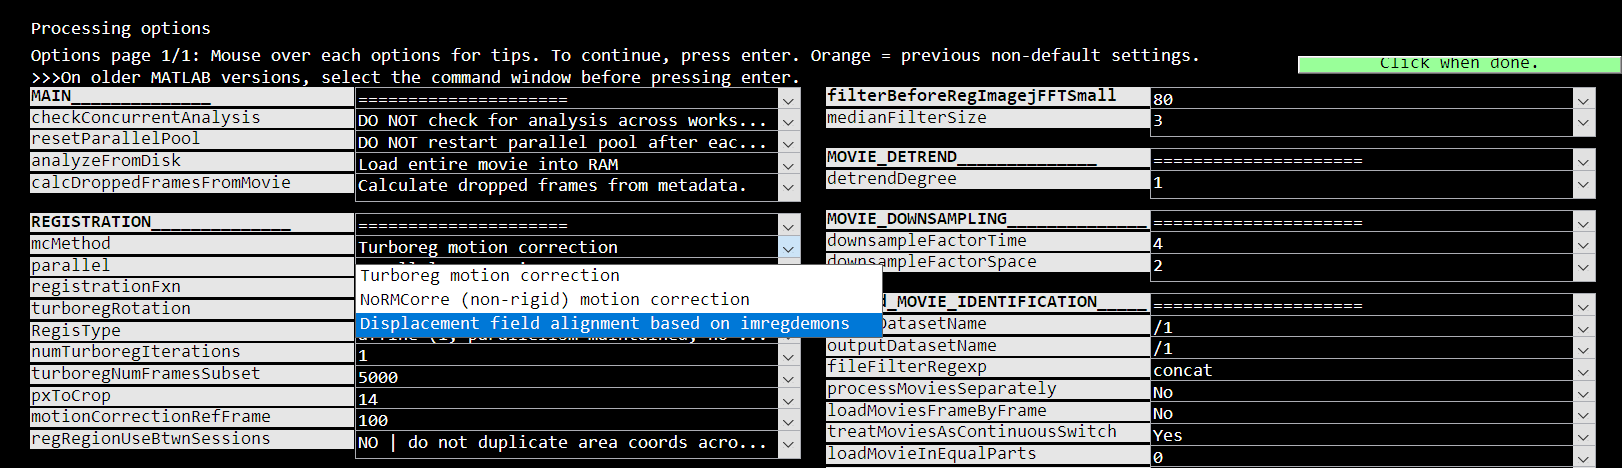 Processing options
Options page 1/1: Mouse over each options for tips. To continue, press enter. Orange = previous non-default settings.
>>>On older MATLAB versions, select the command window before pressing enter.
Click when done.
MAIN______________ =====================
checkConcurrentAnalysis DO NOT check for analysis across works...
resetParallelPool DO NOT restart parallel pool after eac...
analyzeFromDisk Load entire movie into RAM
calcDroppedFramesFromMovie Calculate dropped frames from metadata.
REGISTRATION______________ =====================
mcMethod Turboreg motion correction
parallel
Turboreg motion correction
registrationFxn
NoRMCorre (non-rigid) motion correction
turboregRotation
Displacement field alignment based on imregdemons
RegisType
numTurboregIterations 1
turboregNumFramesSubset 5000
pxToCrop 14
motionCorrectionRefFrame 100
regRegionUseBtwnSessions NO | do not duplicate area coords acro...
filterBeforeRegImagejFFTSmall 80
medianFilterSize 3
MOVIE_DETREND______________ =====================
detrendDegree 1
MOVIE_DOWNSAMPLING______________ =====================
downsampleFactorTime 4
downsampleFactorSpace 2
_MOVIE_IDENTIFICATION_____ =====================
DatasetName /1
outputDatasetName /1
fileFilterRegexp concat
processMoviesSeparately No
loadMoviesFrameByFrame No
treatMoviesAsContinuousSwitch Yes
loadMovieInEqualParts 0